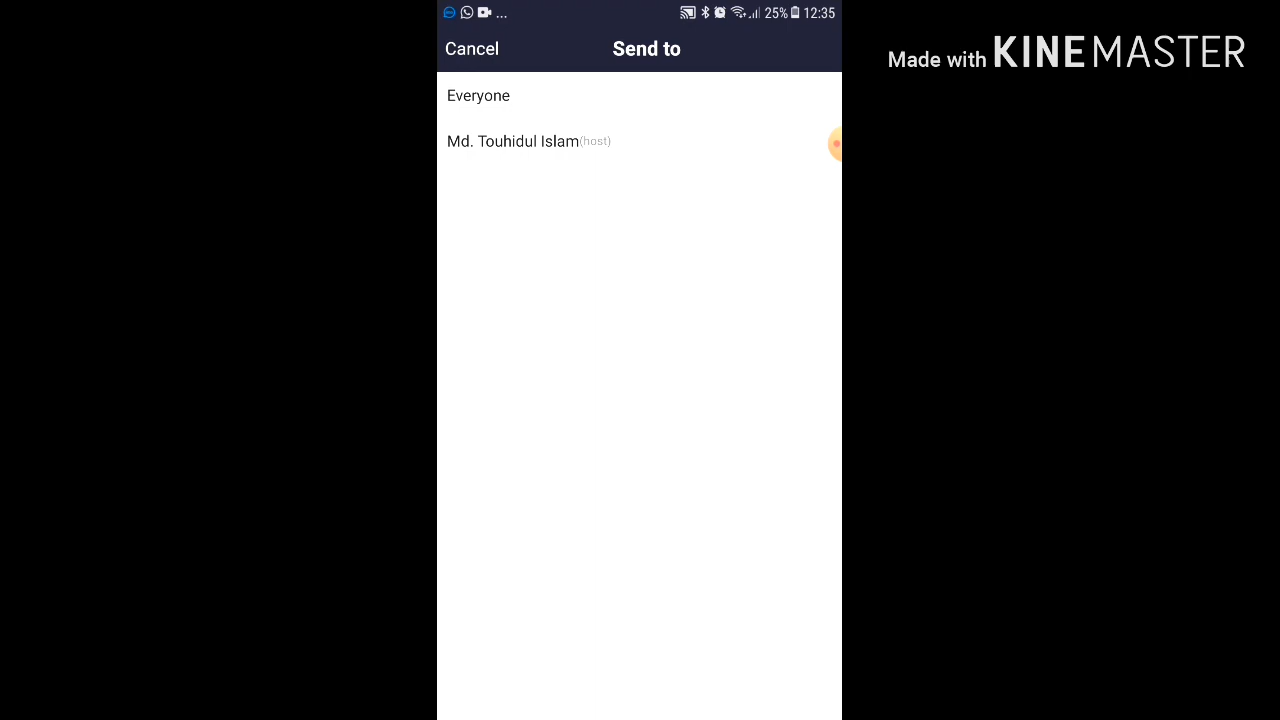 ... 25% 12:35
Cancel Send to
Made with KINEMASTER
Everyone
Md. Touhidul Islam(host)